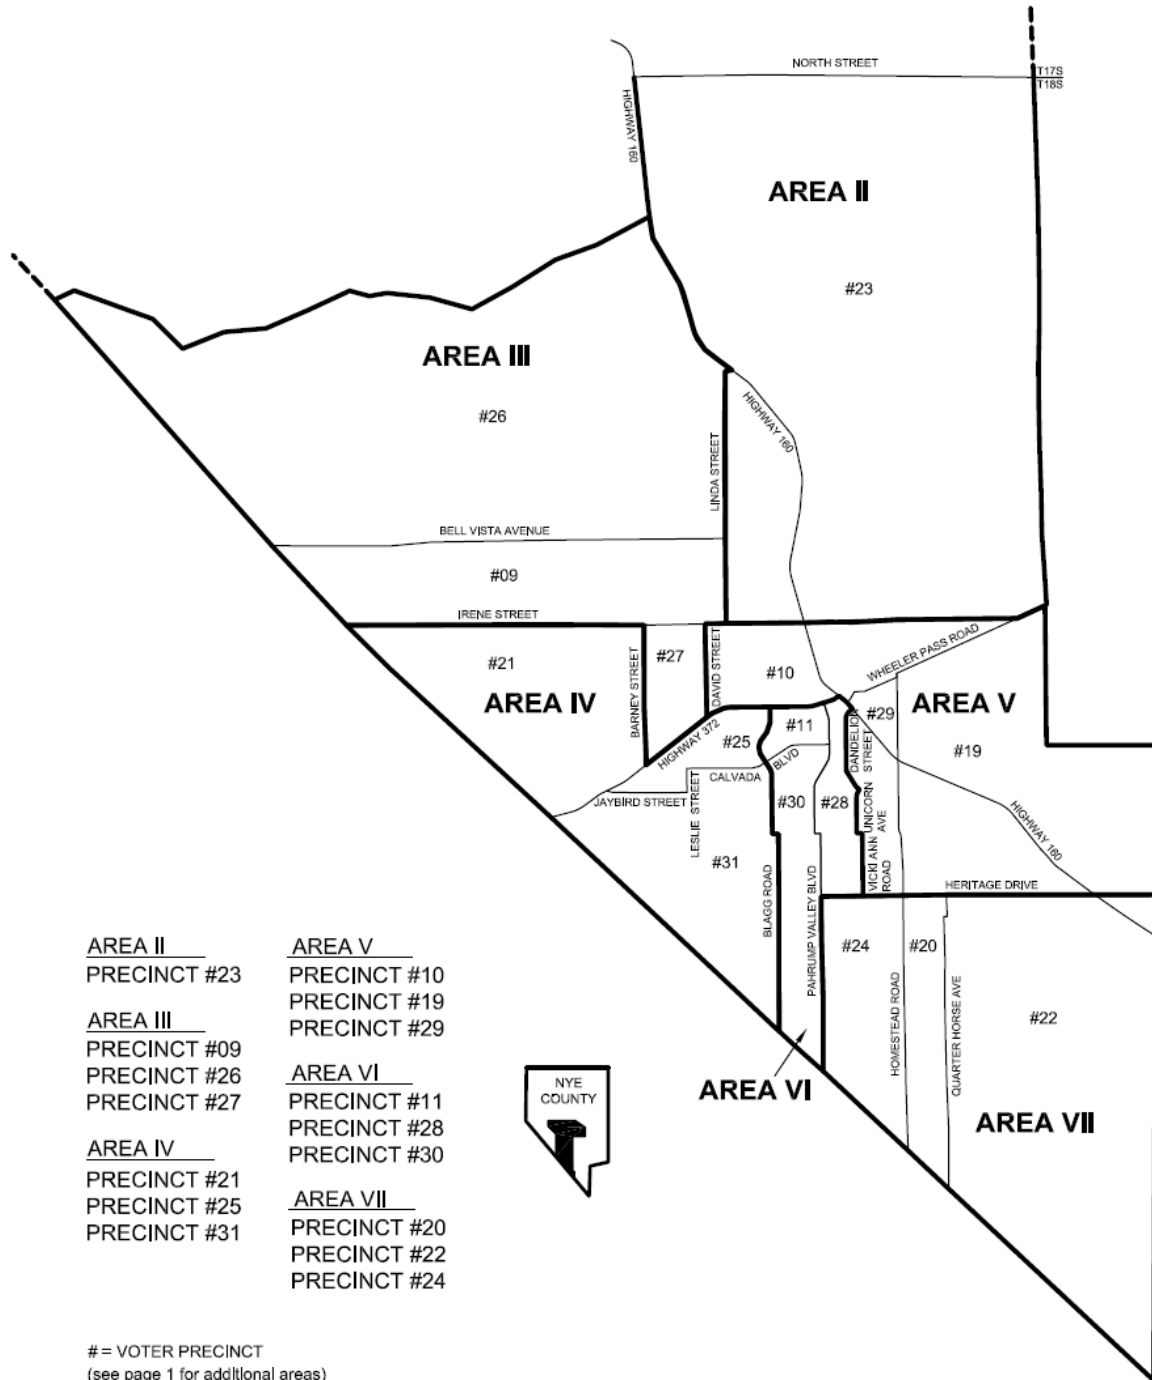 NORTH STREET
T17S
T18S
HIGHWAY 160
AREA II
#23
AREA III
#26
HIGHWAY 160
LINDA STREET
BELL VISTA AVENUE
#09
IRENE STREET
#21
AREA IV
BARNEY STREET
#27
DAVID STREET
#10
WHEELER PASS ROAD
#29
AREA V
#19
HIGHWAY 372
#25
#11
DANDELION
STREET
CALVADA
BLVD
JAYBIRD STREET
LESLIE STREET
#30
#28
UNICORN
AVE
HIGHWAY 160
#31
VICKI ANN
ROAD
BLAGG ROAD
PAHRUMP VALLEY BLVD
HERITAGE DRIVE
#24
#20
HOMESTEAD ROAD
QUARTER HORSE AVE
#22
AREA VI
AREA VII
NYE
COUNTY
AREA II
PRECINCT #23
AREA III
PRECINCT #09
PRECINCT #26
PRECINCT #27
AREA IV
PRECINCT #21
PRECINCT #25
PRECINCT #31
AREA V
PRECINCT #10
PRECINCT #19
PRECINCT #29
AREA VI
PRECINCT #11
PRECINCT #28
PRECINCT #30
AREA VII
PRECINCT #20
PRECINCT #22
PRECINCT #24
# = VOTER PRECINCT
(see page 1 for additional areas)